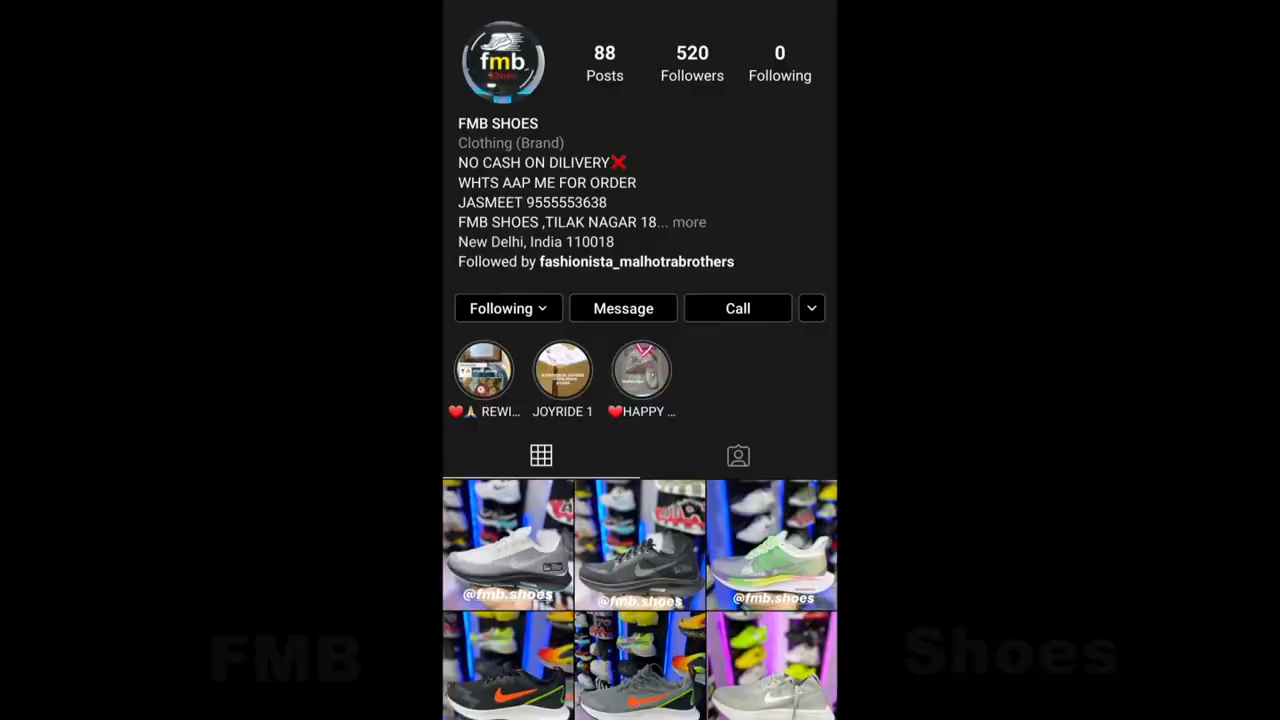 fmb
Shoes
88
520
0
Posts
Followers
Following
FMB SHOES
Clothing (Brand)
NO CASH ON DILIVERY❌
WHTS AAP ME FOR ORDER
JASMEET 9555553638
FMB SHOES ,TILAK NAGAR 18... more
New Delhi, India 110018
Followed by fashionista_malhotrabrothers
Following
Message
Call
❤️🙏 REWI...
JOYRIDE 1
❤️HAPPY ...
@fmb.shoes
@fmb.shoes
@fmb.shoes
FMB
Shoes